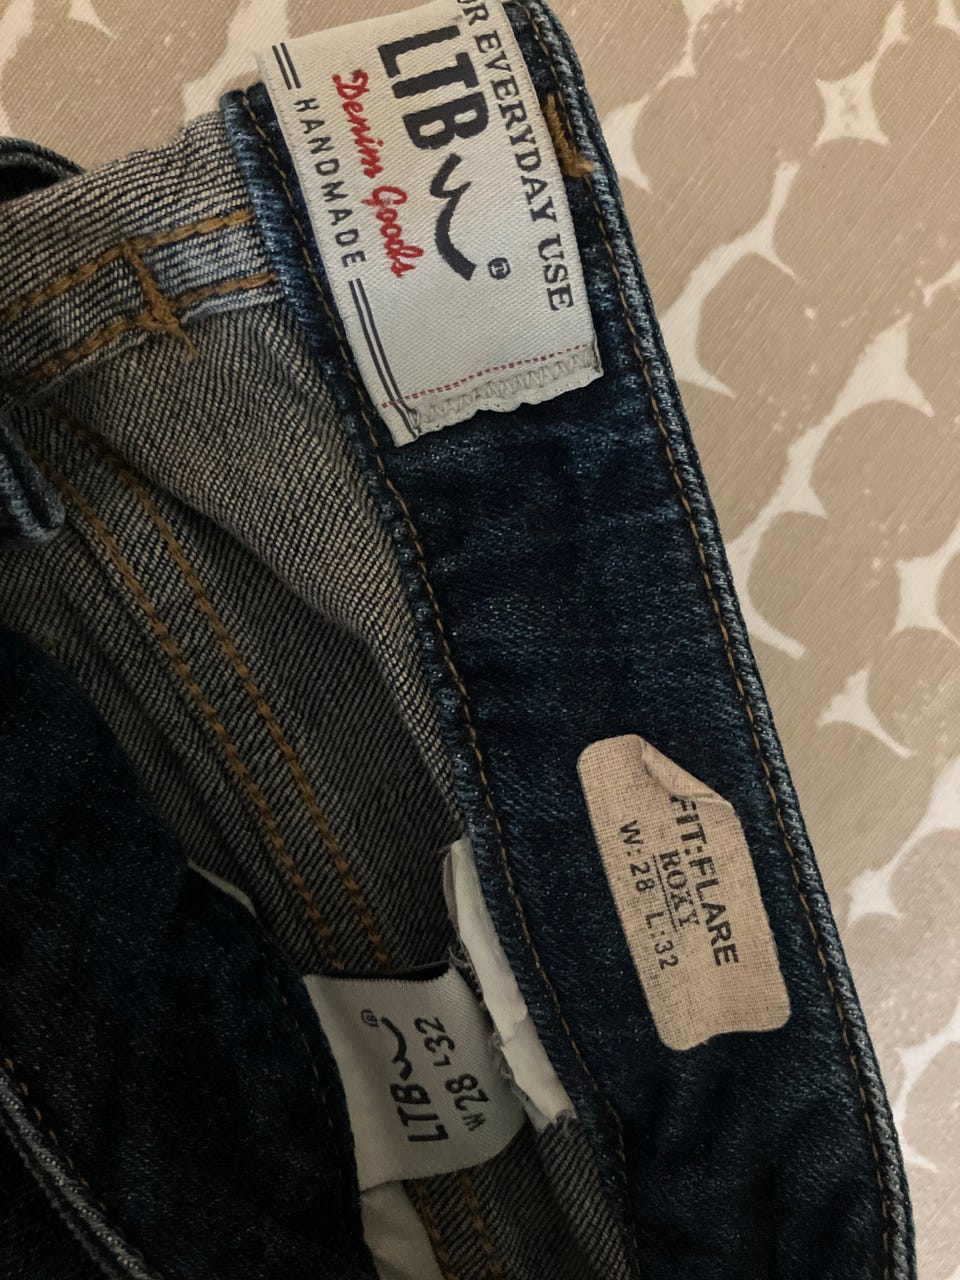 R EVERYDAY USE
LTB ®
Denim Goods
HANDMADE
FIT:FLARE
ROXY
W:28 L:32
LTB ®
W28 L32